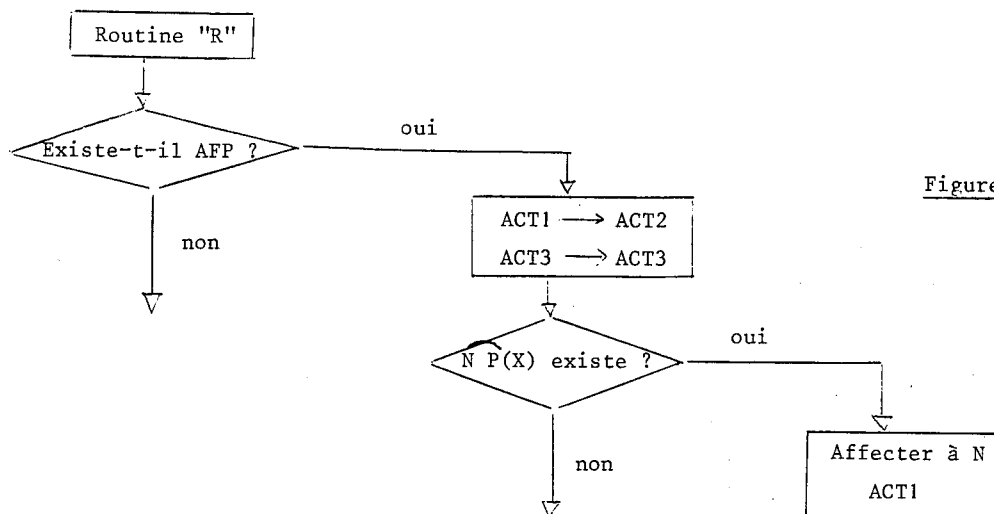 Routine "R"
Existe-t-il AFP ?
oui
non
Figure
ACT1 → ACT2
ACT3 → ACT3
N P(X) existe ?
oui
non
Affecter à N
ACT1